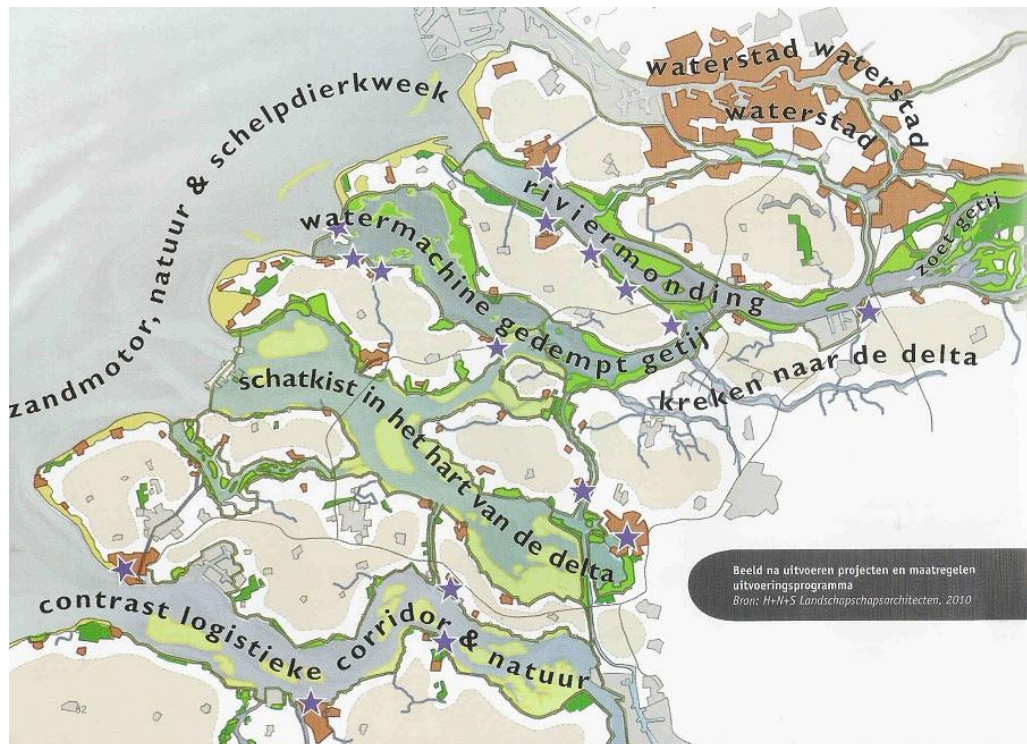 waterstad waterstad
waterstad
zandmotor, natuur & schelpdierkweek
riviermonding
zoet getij
watermachine gedempt getij
kreken naar de delta
schatkist in het hart van de delta
contrast logistieke corridor & natuur
Beeld na uitvoeren projecten en maatregelen
uitvoeringsprogramma
Bron: H+N+S Landschapschapsarchitecten, 2010
82